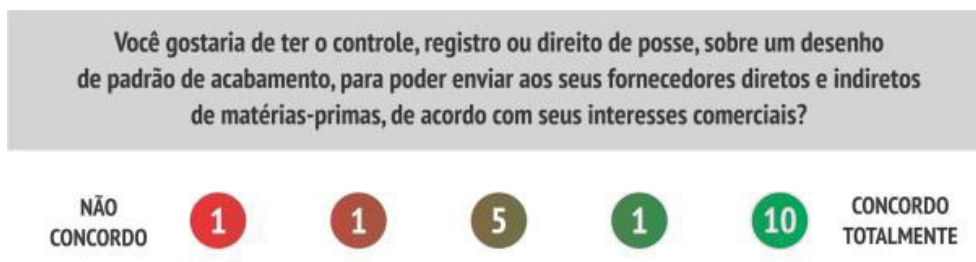 Você gostaria de ter o controle, registro ou direito de posse, sobre um desenho
de padrão de acabamento, para poder enviar aos seus fornecedores diretos e indiretos
de matérias-primas, de acordo com seus interesses comerciais?
NÃO
CONCORDO
1 1 5 1 10
CONCORDO
TOTALMENTE